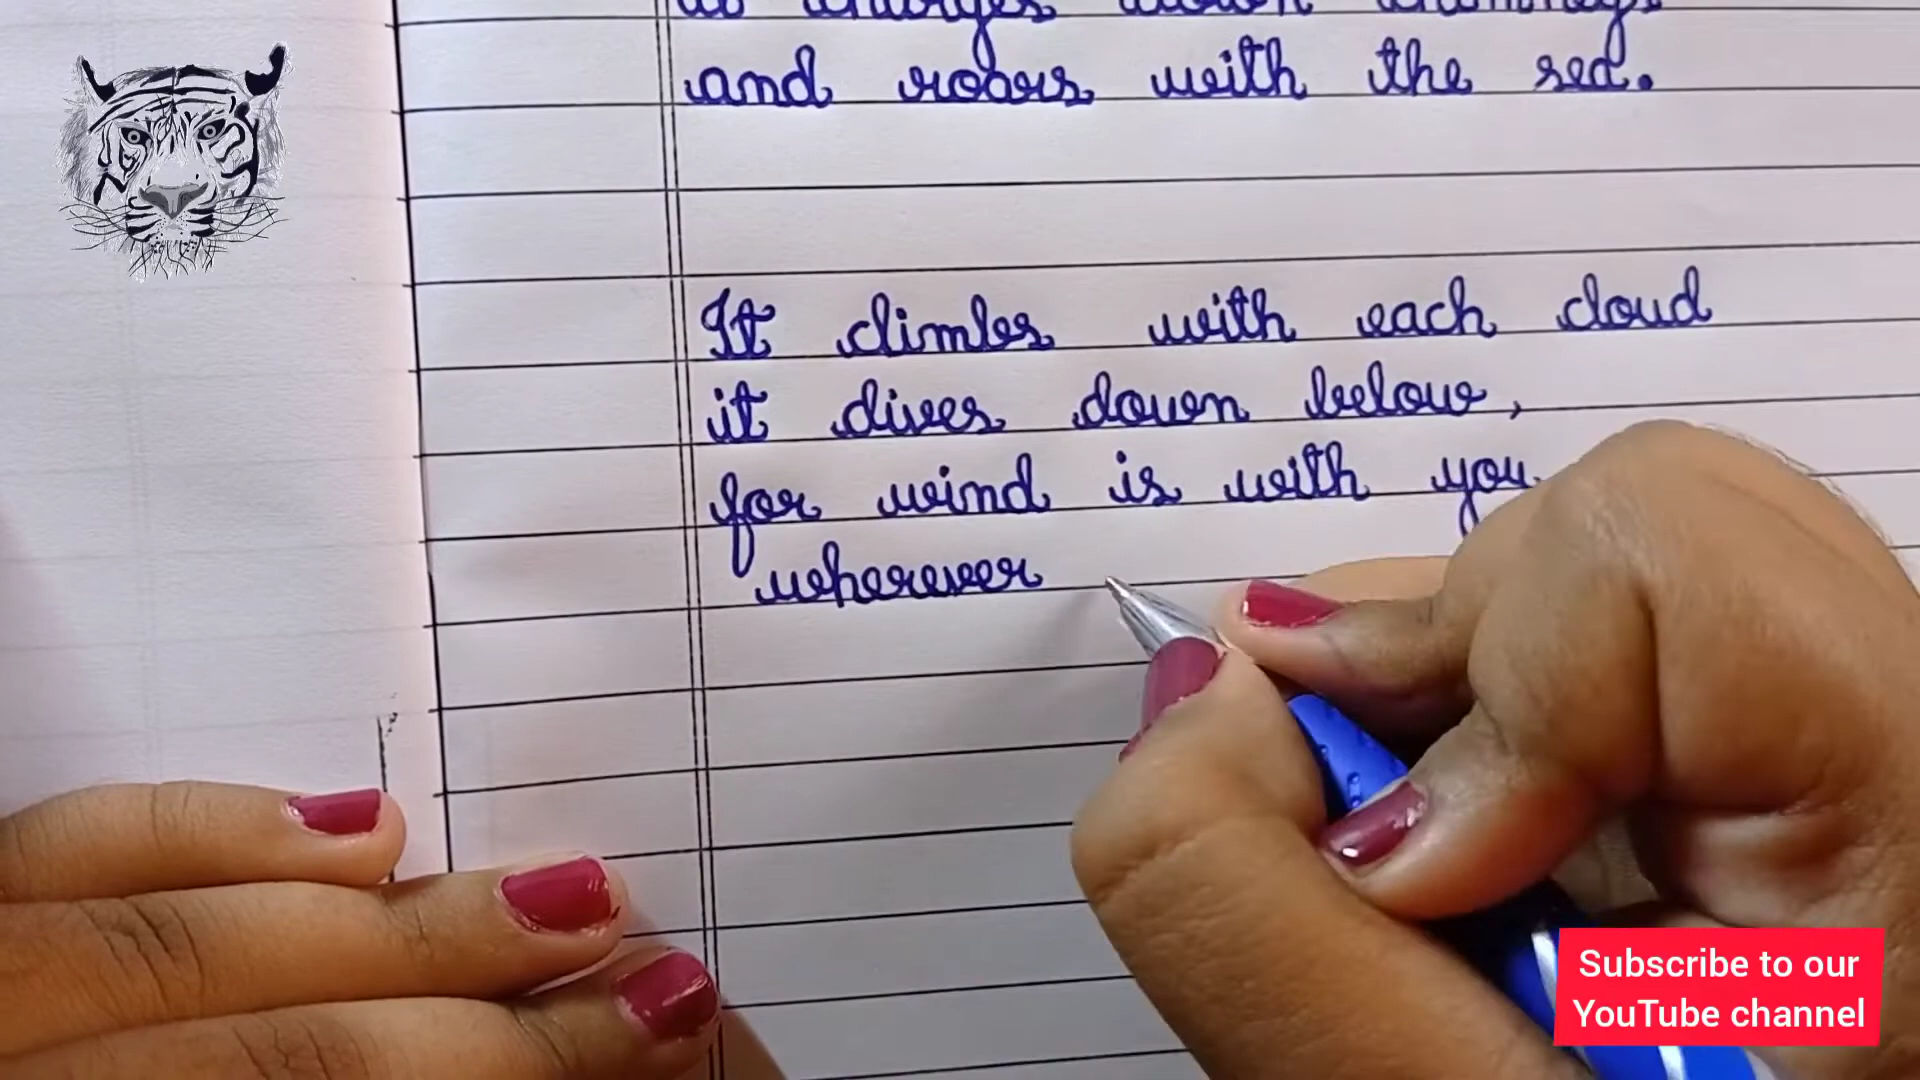 and roars with the sea.
It climbs with each cloud
it dives down below,
for wind is with you
wherever
Subscribe to our
YouTube channel